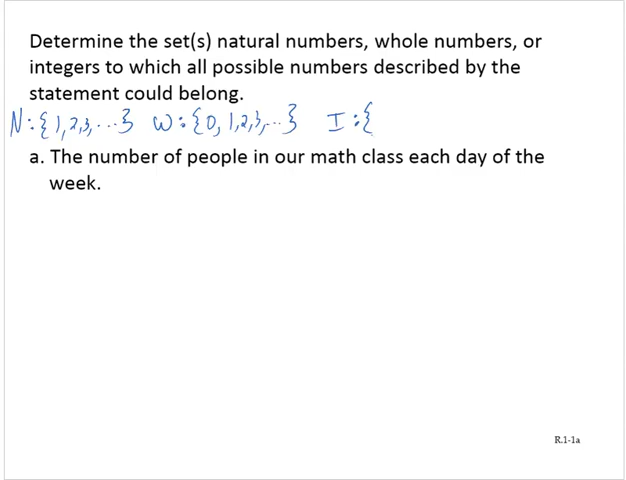 Determine the set(s) natural numbers, whole numbers, or
integers to which all possible numbers described by the
statement could belong.
N:{1,2,3,...} W:{0,1,2,3,...} I:{
a. The number of people in our math class each day of the
week.
R.1-1a